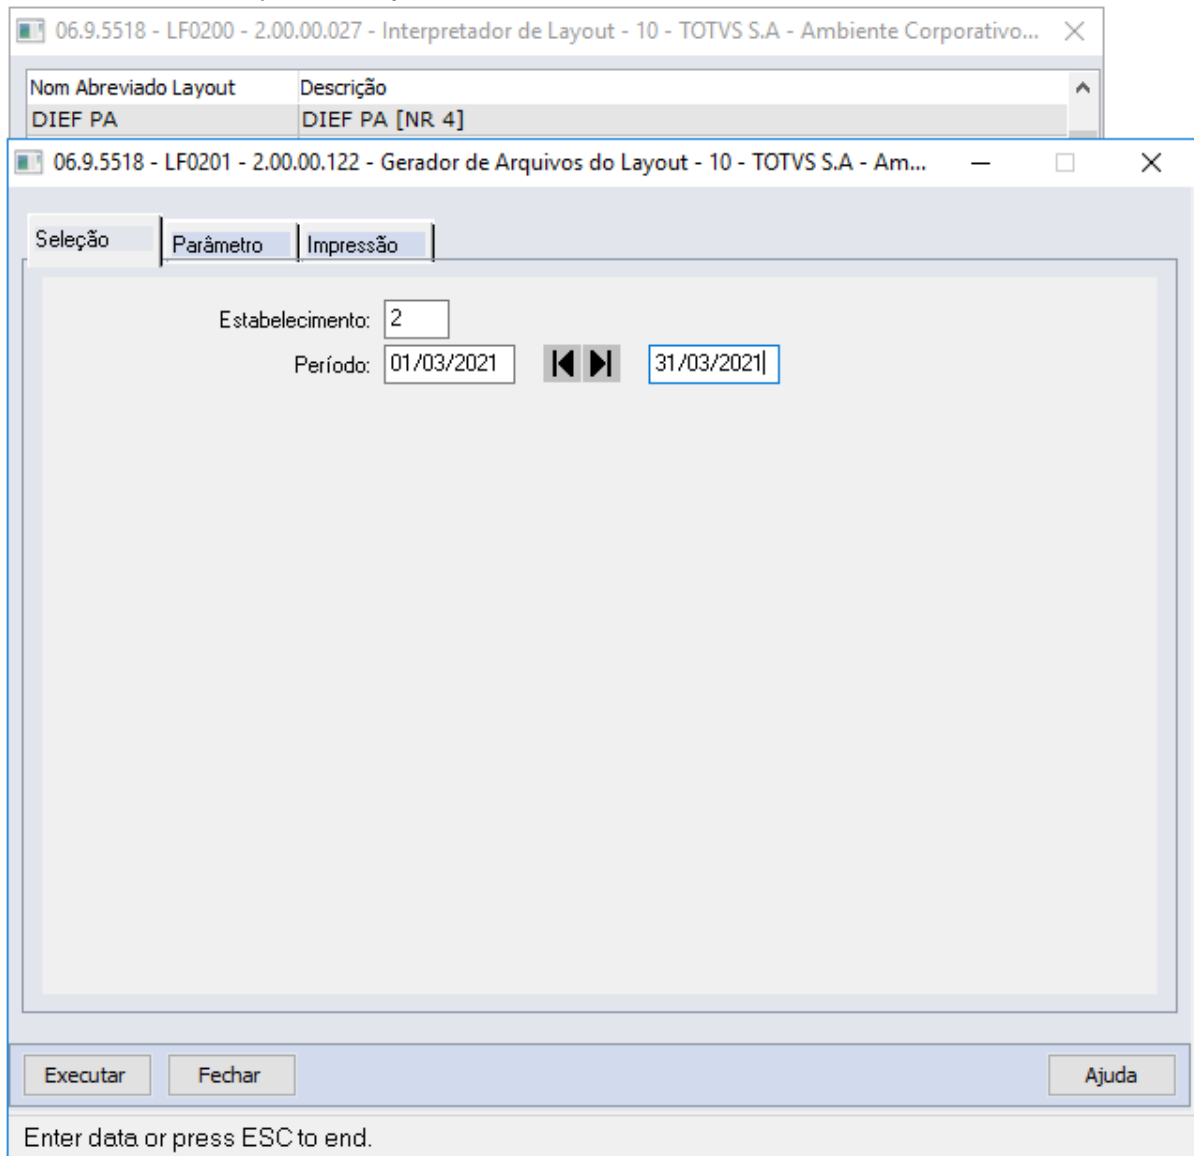 06.9.5518 - LF0200 - 2.00.00.027 - Interpretador de Layout - 10 - TOTVS S.A - Ambiente Corporativo...
Nom Abreviado Layout Descrição
DIEF PA DIEF PA [NR 4]
06.9.5518 - LF0201 - 2.00.00.122 - Gerador de Arquivos do Layout - 10 - TOTVS S.A - Am...
Seleção Parâmetro Impressão
Estabelecimento: 2
Período: 01/03/2021 31/03/2021
Executar Fechar Ajuda
Enter data or press ESC to end.